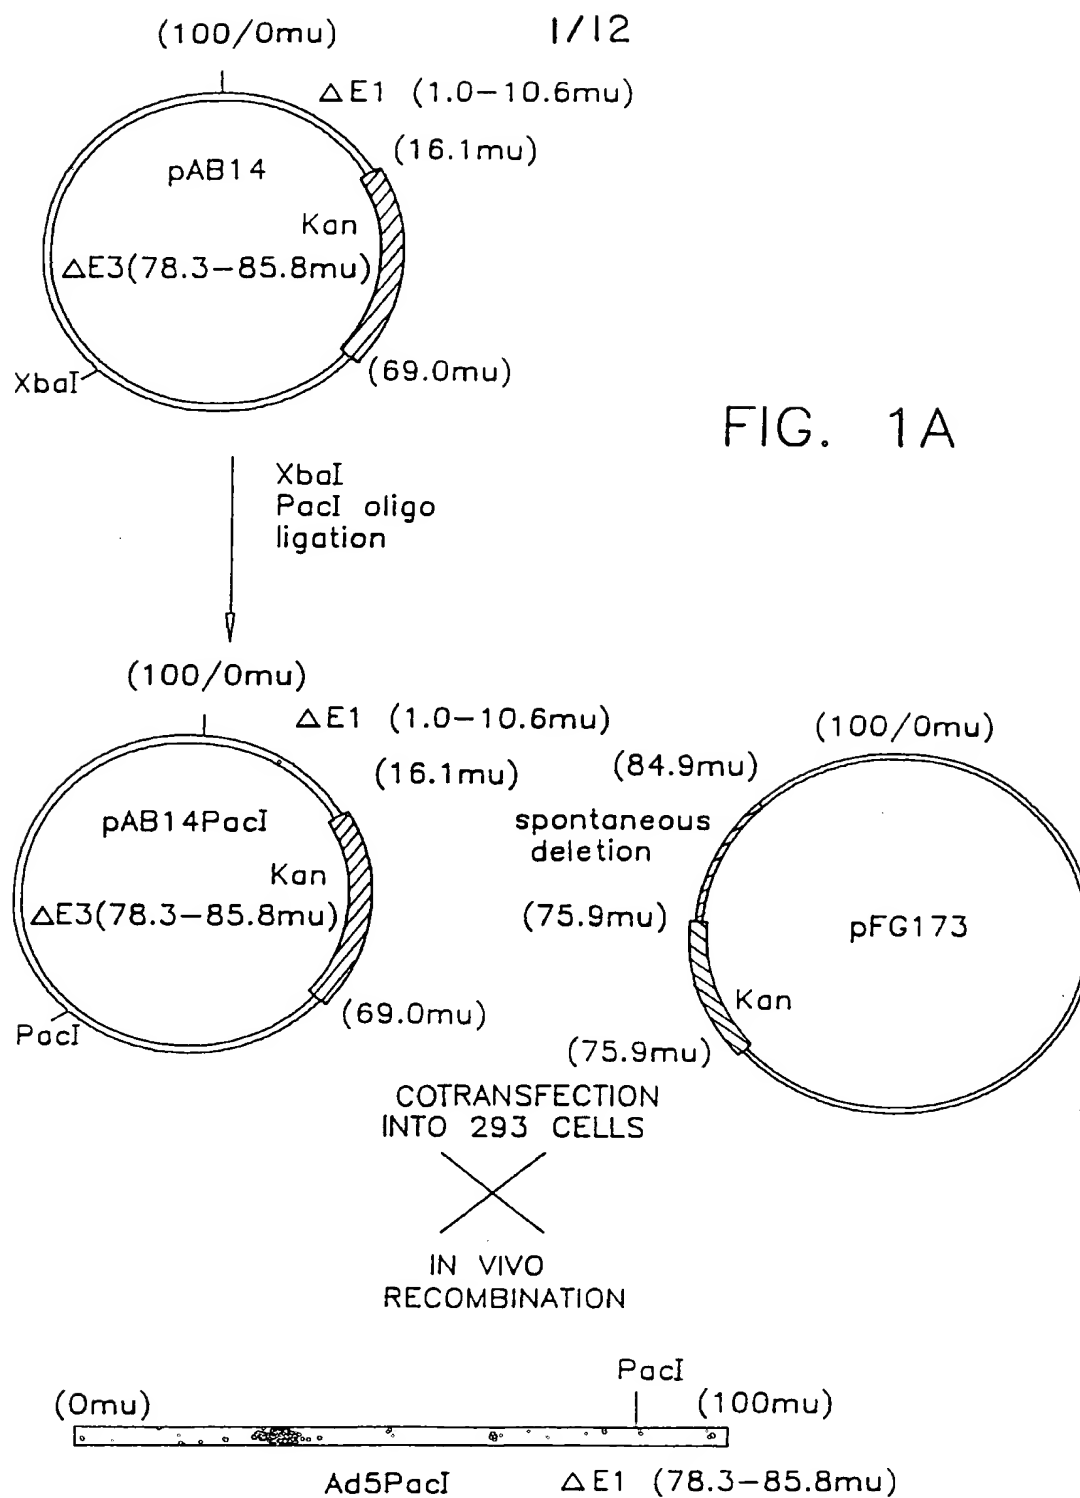 1/12
(100/0mu)
ΔE1 (1.0-10.6mu)
(16.1mu)
pAB14
Kan
ΔE3(78.3-85.8mu)
XbaI
(69.0mu)
FIG. 1A
XbaI
PacI oligo
ligation
(100/0mu)
ΔE1 (1.0-10.6mu)
(16.1mu)
pAB14PacI
Kan
ΔE3(78.3-85.8mu)
PacI
(69.0mu)
(100/0mu)
(84.9mu)
spontaneous
deletion
(75.9mu)
pFG173
Kan
(75.9mu)
COTRANSFECTION
INTO 293 CELLS
IN VIVO
RECOMBINATION
PacI
(0mu)
(100mu)
Ad5PacI
ΔE1 (78.3-85.8mu)